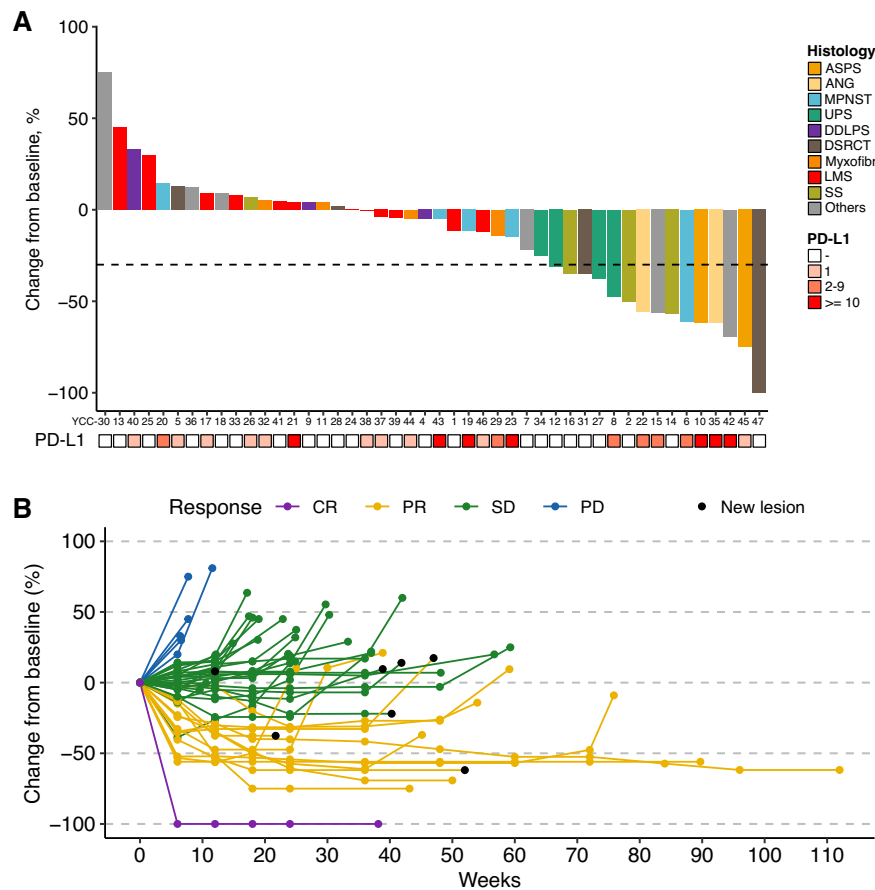 A
100
50
0
−50
−100
Change from baseline, %
Histology
ASPS
ANG
MPNST
UPS
DDLPS
DSRCT
Myxofibr
LMS
SS
Others
PD-L1
-
1
2-9
>= 10
YCC-30 13 40 25 20 5 36 17 18 33 26 32 41 21 9 11 28 24 38 37 39 44 4 43 1 19 46 29 23 7 34 12 16 31 27 8 2 22 15 14 6 10 35 42 45 47
PD-L1
B
Response CR PR SD PD New lesion
100
50
0
−50
−100
Change from baseline (%)
0 10 20 30 40 50 60 70 80 90 100 110
Weeks